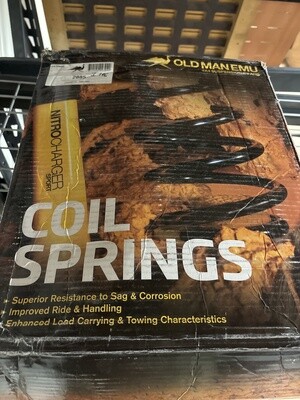 OLD MAN EMU
NITROCHARGER
SPORT
COIL
SPRINGS
Superior Resistance to Sag & Corrosion
Improved Ride & Handling
Enhanced Load Carrying & Towing Characteristics